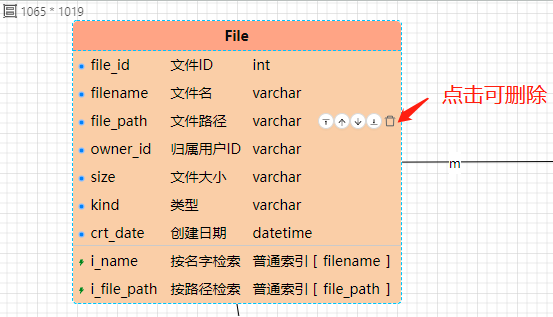 1065 * 1019
File
file_id 文件ID int
filename 文件名 varchar
file_path 文件路径 varchar
点击可删除
owner_id 归属用户ID varchar
m
size 文件大小 varchar
kind 类型 varchar
crt_date 创建日期 datetime
i_name 按名字检索 普通索引 [ filename ]
i_file_path 按路径检索 普通索引 [ file_path ]